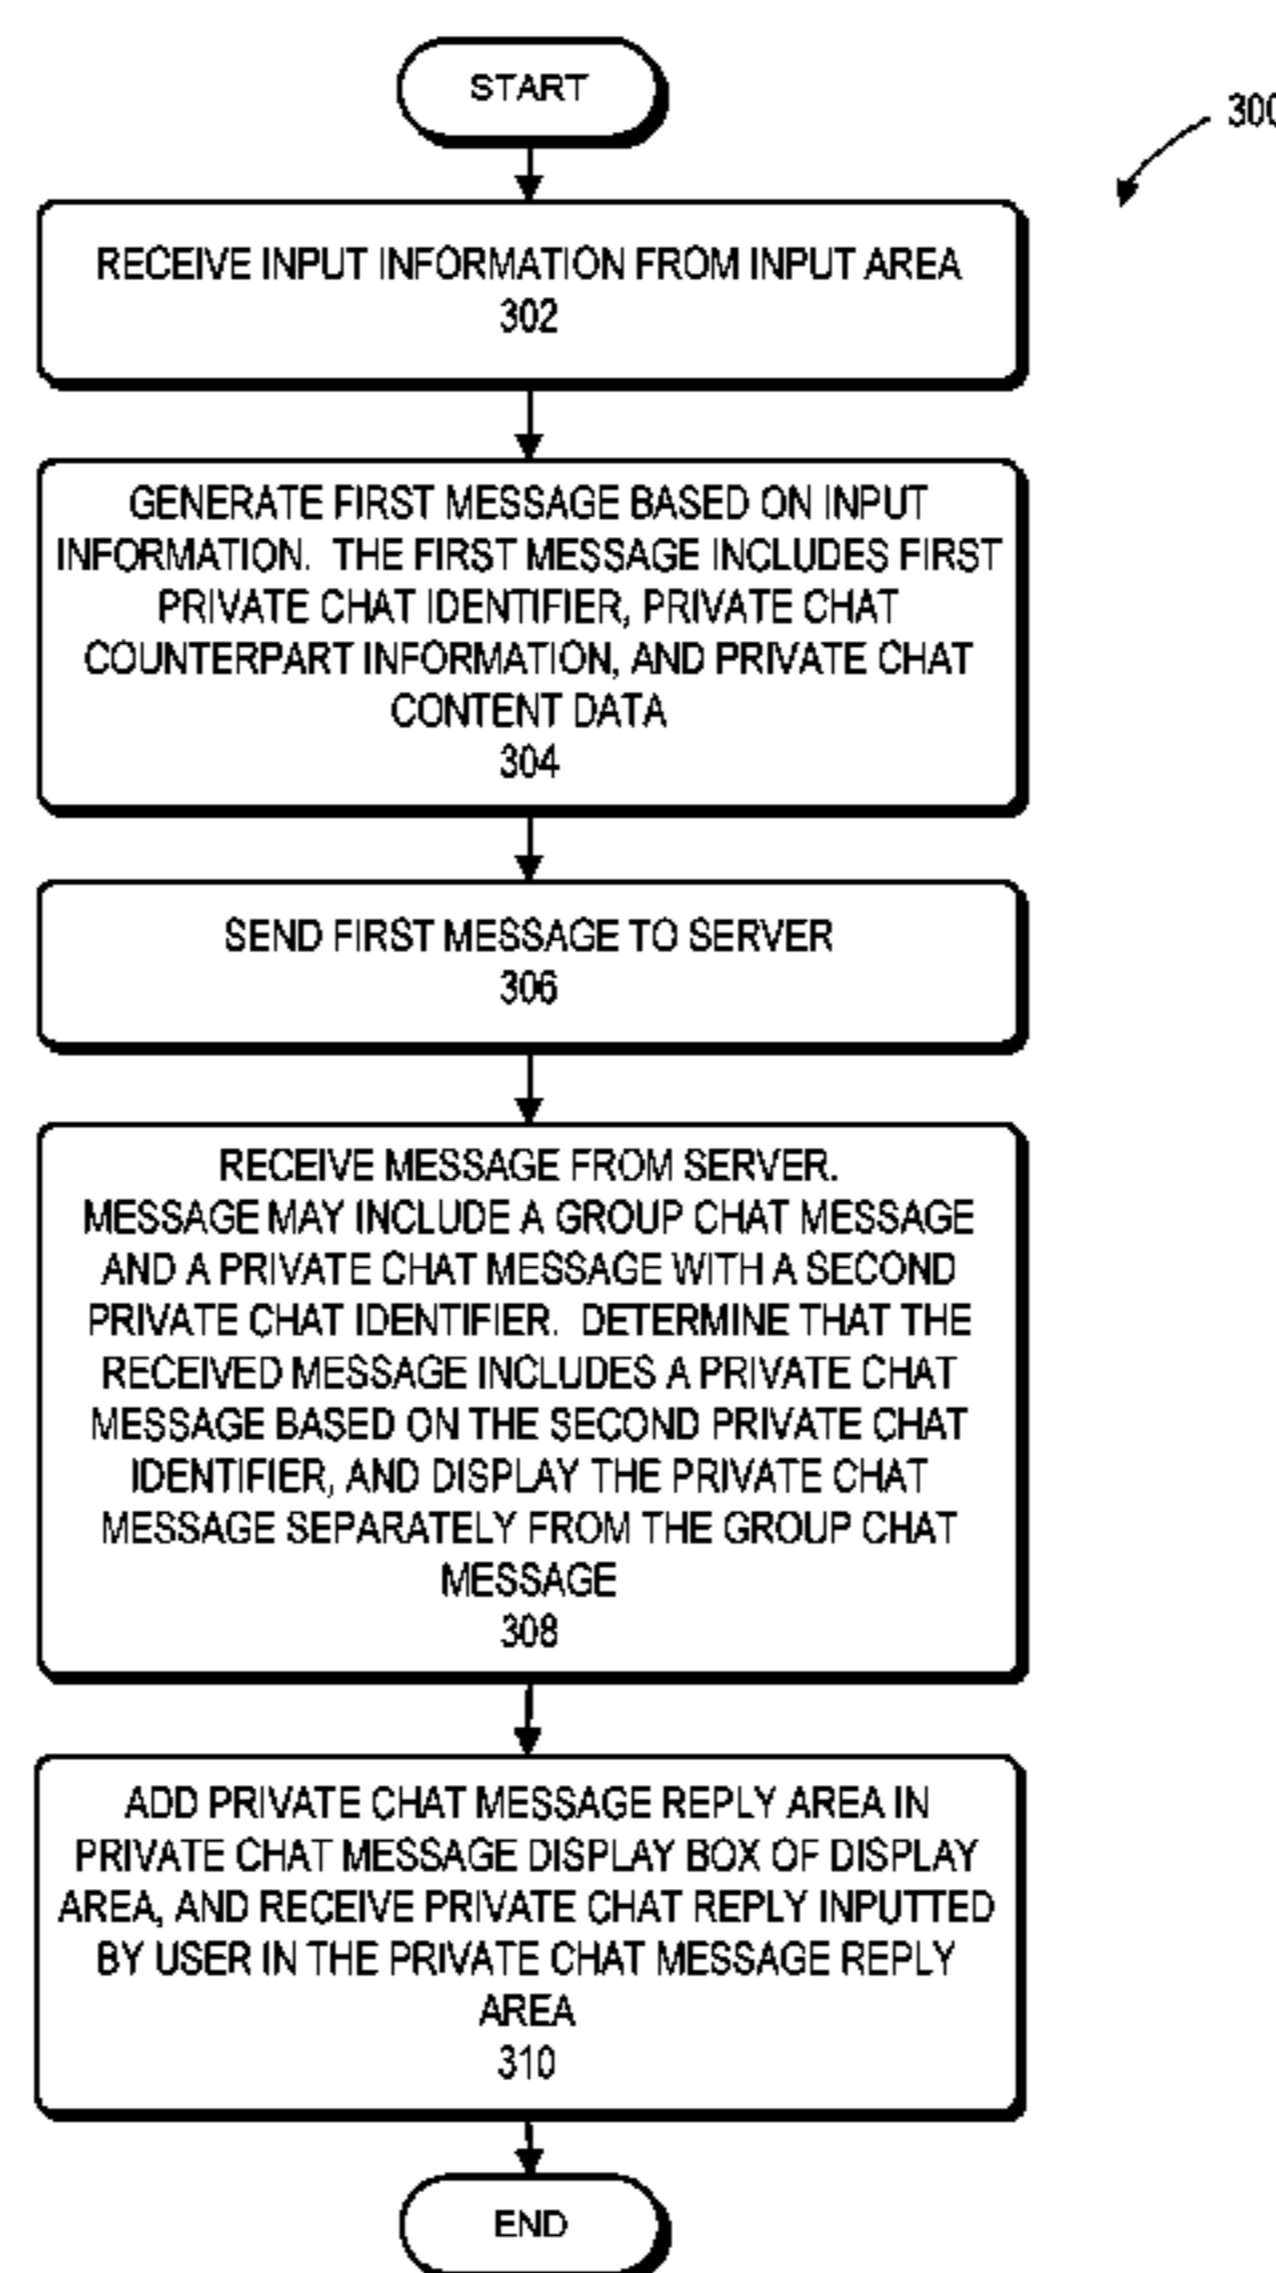 START
300
RECEIVE INPUT INFORMATION FROM INPUT AREA
302
GENERATE FIRST MESSAGE BASED ON INPUT
INFORMATION. THE FIRST MESSAGE INCLUDES FIRST
PRIVATE CHAT IDENTIFIER, PRIVATE CHAT
COUNTERPART INFORMATION, AND PRIVATE CHAT
CONTENT DATA
304
SEND FIRST MESSAGE TO SERVER
306
RECEIVE MESSAGE FROM SERVER.
MESSAGE MAY INCLUDE A GROUP CHAT MESSAGE
AND A PRIVATE CHAT MESSAGE WITH A SECOND
PRIVATE CHAT IDENTIFIER. DETERMINE THAT THE
RECEIVED MESSAGE INCLUDES A PRIVATE CHAT
MESSAGE BASED ON THE SECOND PRIVATE CHAT
IDENTIFIER, AND DISPLAY THE PRIVATE CHAT
MESSAGE SEPARATELY FROM THE GROUP CHAT
MESSAGE
308
ADD PRIVATE CHAT MESSAGE REPLY AREA IN
PRIVATE CHAT MESSAGE DISPLAY BOX OF DISPLAY
AREA, AND RECEIVE PRIVATE CHAT REPLY INPUTTED
BY USER IN THE PRIVATE CHAT MESSAGE REPLY
AREA
310
END